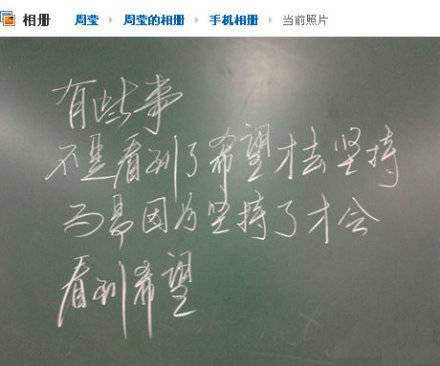 相册 周莹 › 周莹的相册 › 手机相册 › 当前照片
有些事
不是看到了希望才去坚持
而是因为坚持了才会
看到希望